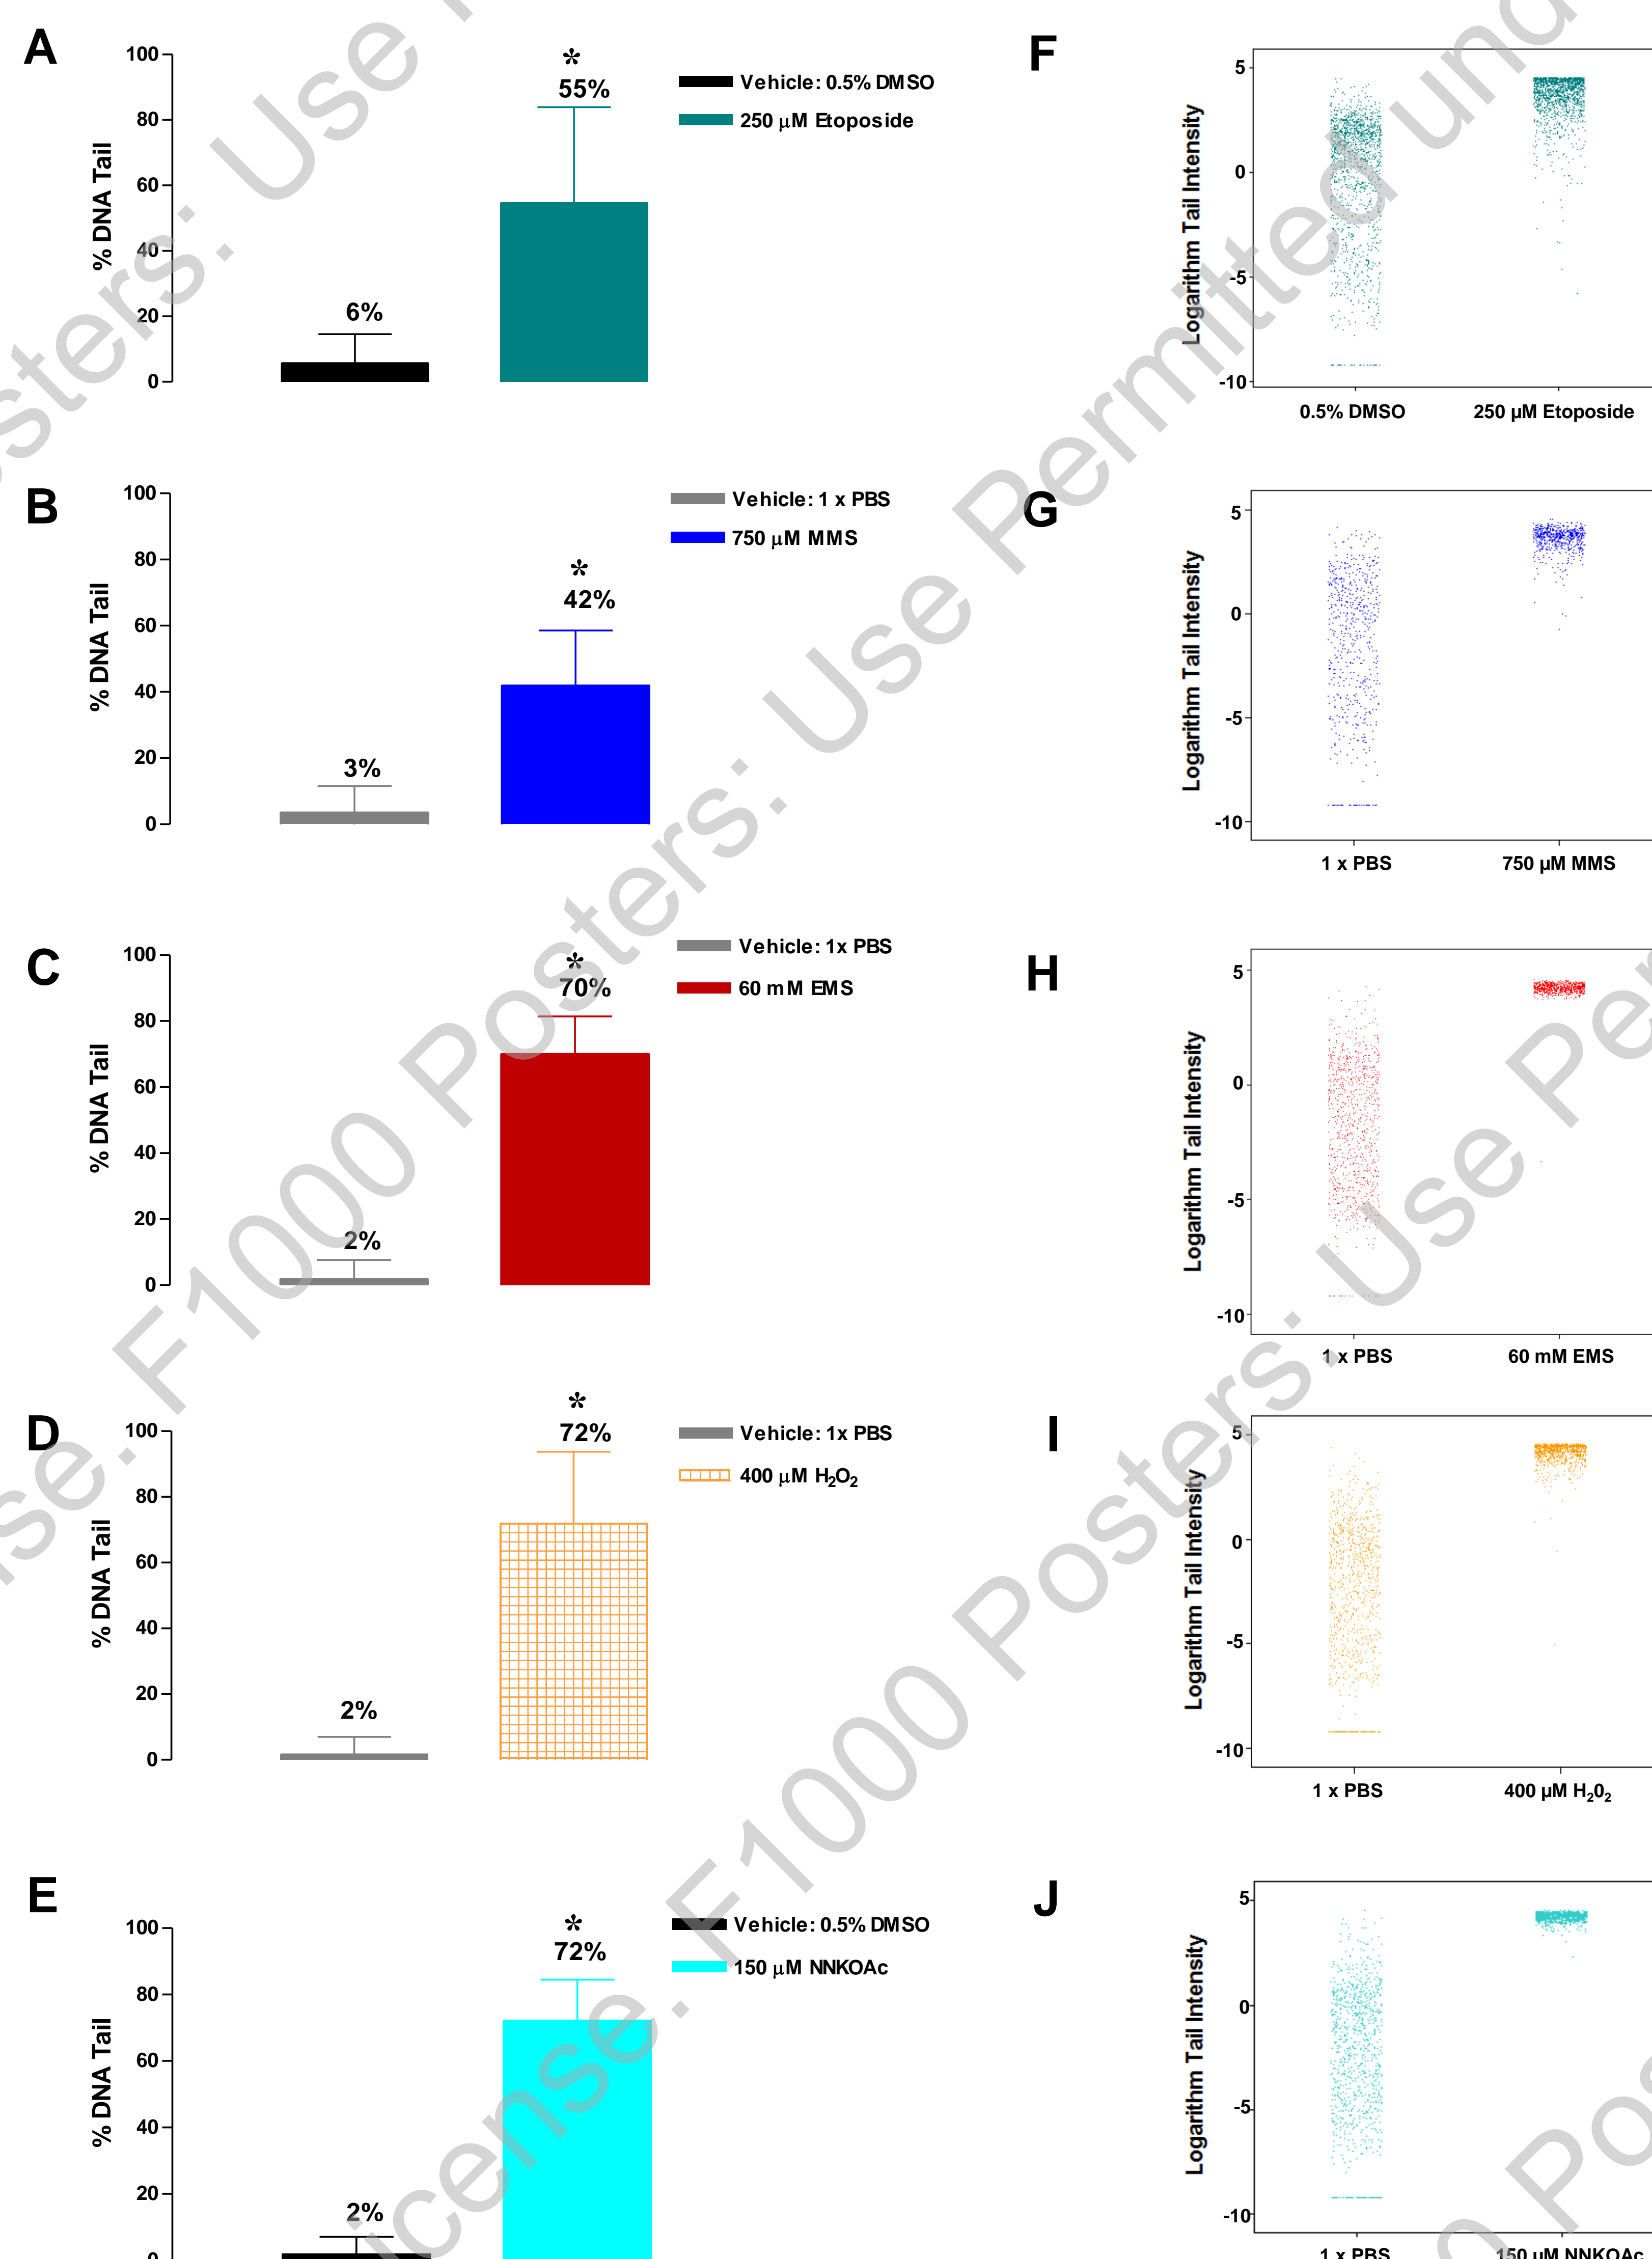 A
100
80
60
40
20
0
% DNA Tail
6%
*
55%
Vehicle: 0.5% DMSO
250 µM Etoposide
F
5
0
-5
-10
Logarithm Tail Intensity
0.5% DMSO
250 µM Etoposide
B
100
80
60
40
20
0
% DNA Tail
3%
*
42%
Vehicle: 1 x PBS
750 µM MMS
G
5
0
-5
-10
Logarithm Tail Intensity
1 x PBS
750 µM MMS
C
100
80
60
40
20
0
% DNA Tail
2%
*
70%
Vehicle: 1x PBS
60 mM EMS
H
5
0
-5
-10
Logarithm Tail Intensity
1 x PBS
60 mM EMS
D
100
80
60
40
20
0
% DNA Tail
2%
*
72%
Vehicle: 1x PBS
400 µM H₂O₂
I
5
0
-5
-10
Logarithm Tail Intensity
1 x PBS
400 µM H₂0₂
E
100
80
60
40
20
0
% DNA Tail
2%
*
72%
Vehicle: 0.5% DMSO
150 µM NNKOAc
J
5
0
-5
-10
Logarithm Tail Intensity
1 x PBS
150 µM NNKOAc
osters: Use
ense. F1000 Posters: Use Permitted und
icense. F1000 Posters: Use Per